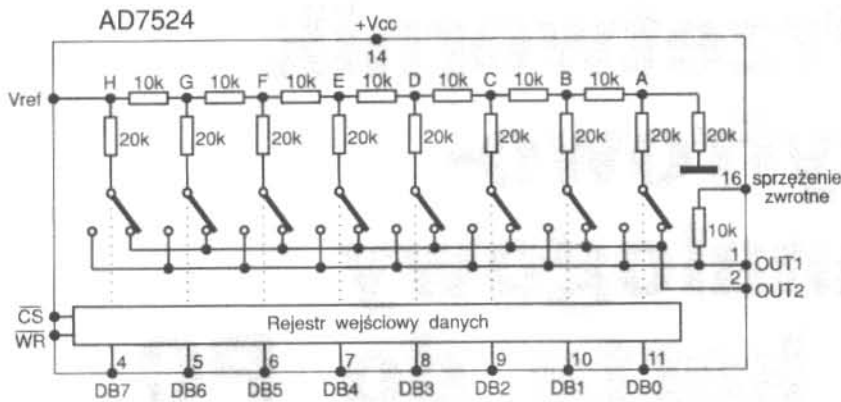 AD7524
+Vcc
14
H 10k G 10k F 10k E 10k D 10k C 10k B 10k A
Vref
20k 20k 20k 20k 20k 20k 20k 20k 20k
16 sprzężenie
zwrotne
10k
1 OUT1
2 OUT2
CS
WR
Rejestr wejściowy danych
4 5 6 7 8 9 10 11
DB7 DB6 DB5 DB4 DB3 DB2 DB1 DB0